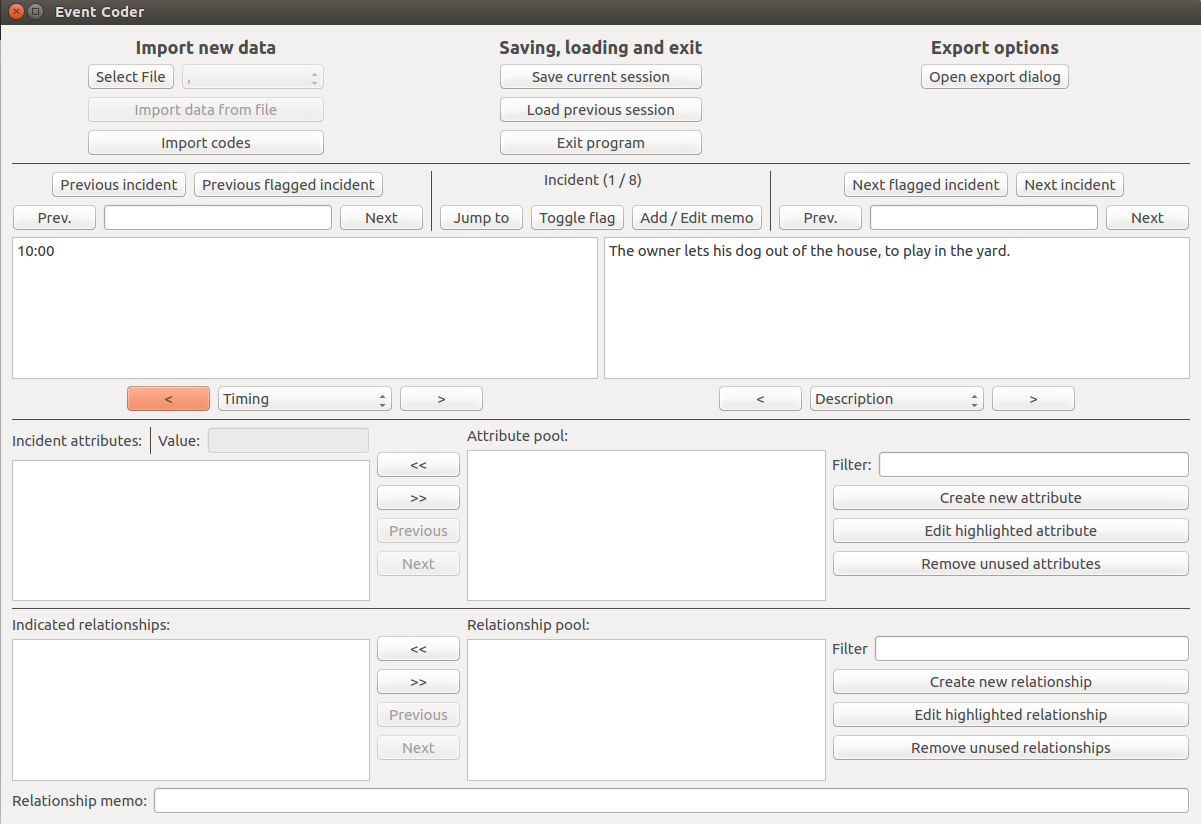 Event Coder
Import new data
Saving, loading and exit
Export options
Select File
,
Save current session
Open export dialog
Import data from file
Load previous session
Import codes
Exit program
Previous incident
Previous flagged incident
Incident (1 / 8)
Next flagged incident
Next incident
Prev.
Next
Jump to
Toggle flag
Add / Edit memo
Prev.
Next
10:00
The owner lets his dog out of the house, to play in the yard.
<
Timing
>
<
Description
>
Incident attributes:
Value:
Attribute pool:
<<
Filter:
>>
Create new attribute
Previous
Edit highlighted attribute
Next
Remove unused attributes
Indicated relationships:
Relationship pool:
<<
Filter
>>
Create new relationship
Previous
Edit highlighted relationship
Next
Remove unused relationships
Relationship memo: